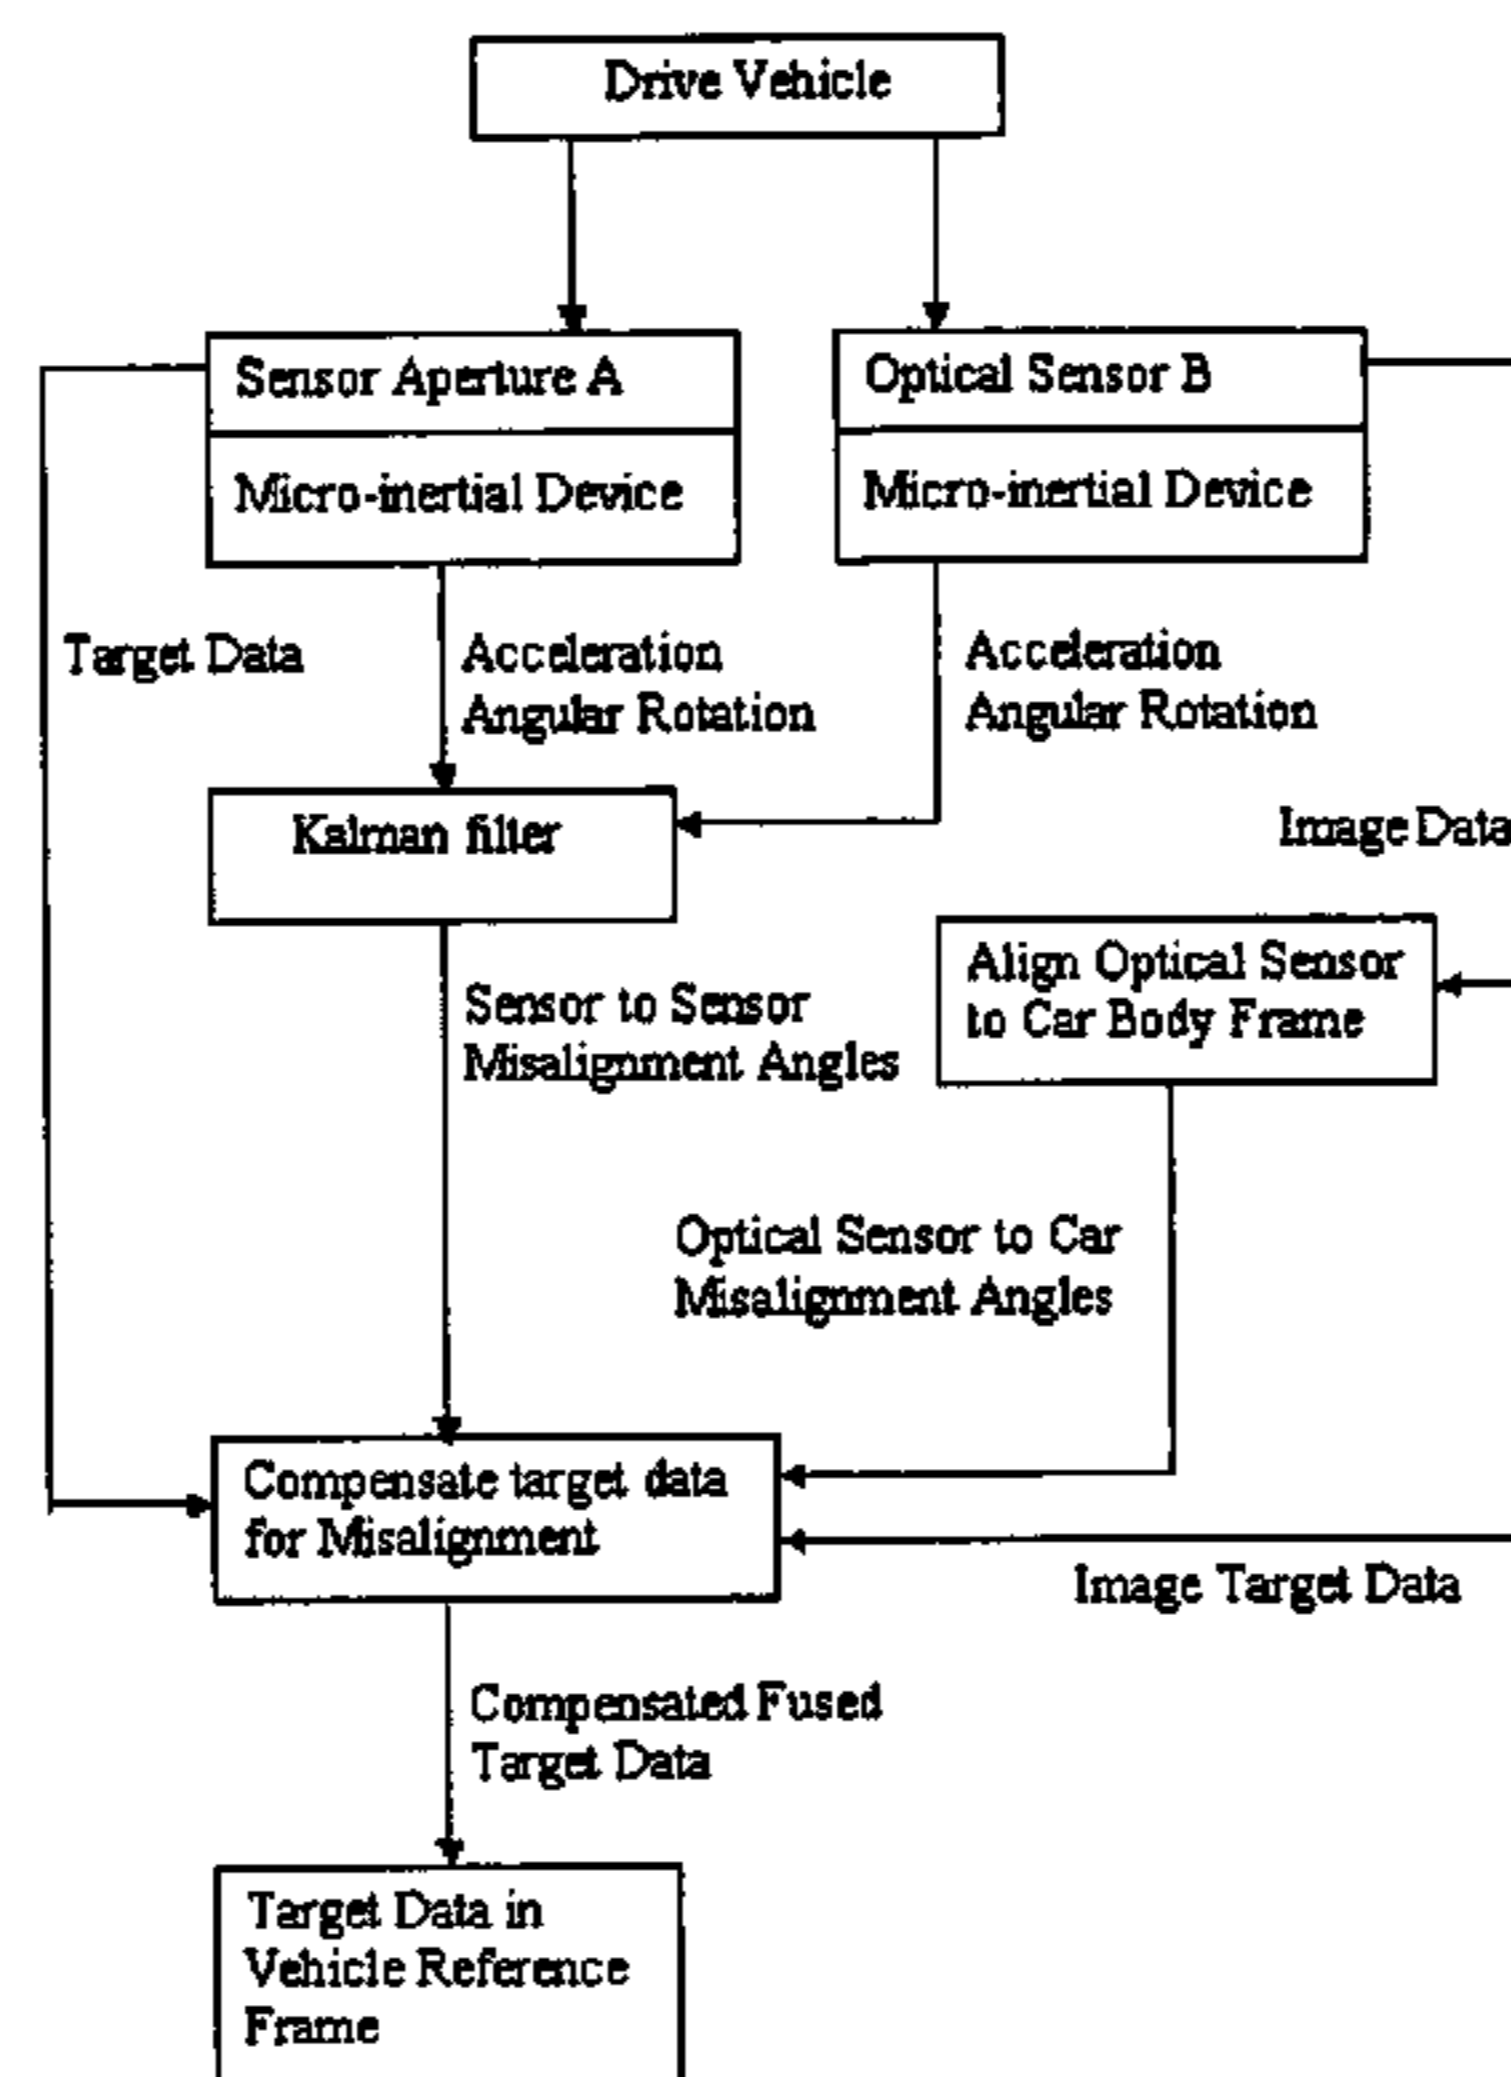 Drive Vehicle
Sensor Aperture A
Micro-inertial Device
Optical Sensor B
Micro-inertial Device
Target Data
Acceleration
Angular Rotation
Acceleration
Angular Rotation
Kalman filter
Image Data
Align Optical Sensor
to Car Body Frame
Sensor to Sensor
Misalignment Angles
Optical Sensor to Car
Misalignment Angles
Compensate target data
for Misalignment
Image Target Data
Compensated Fused
Target Data
Target Data in
Vehicle Reference
Frame